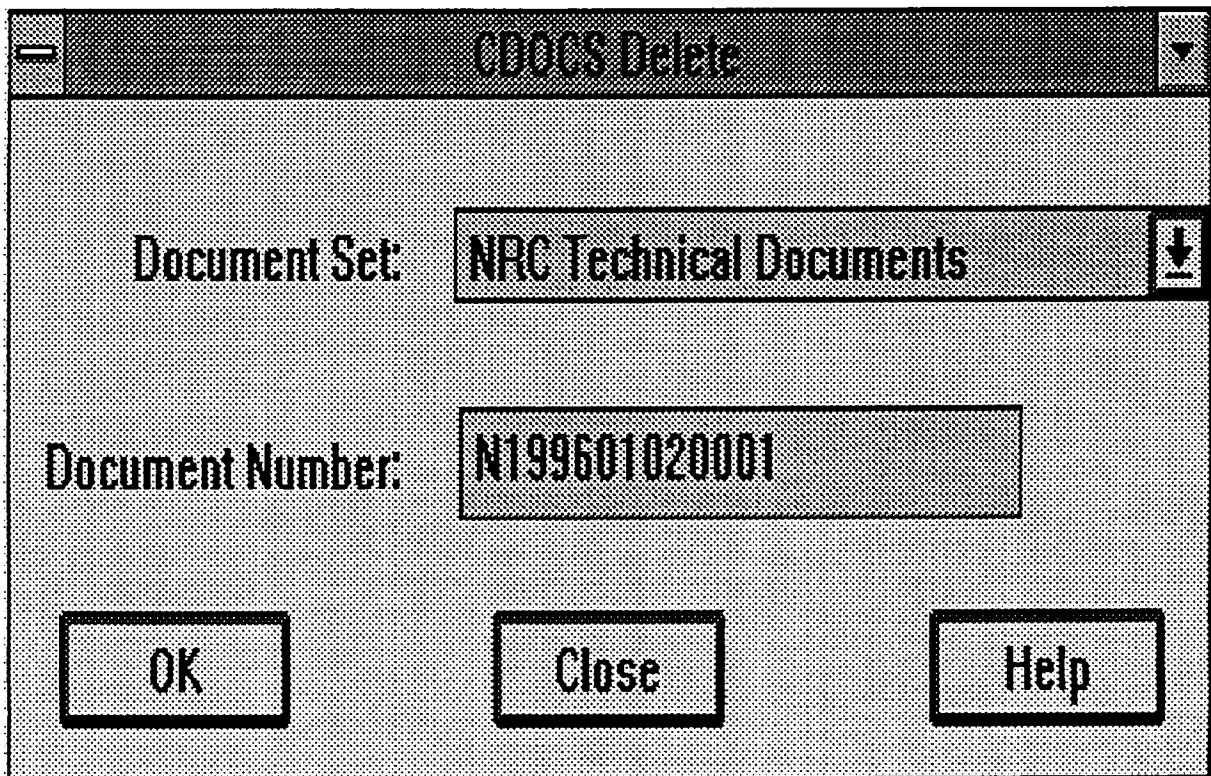 CDOCS Delete
Document Set: NRC Technical Documents
Document Number: N199601020001
OK Close Help